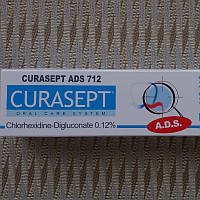 CURASEPT ADS 712
CURASEPT
ORAL CARE SYSTEM
Chlorhexidine-Digluconate 0.12%
A.D.S.